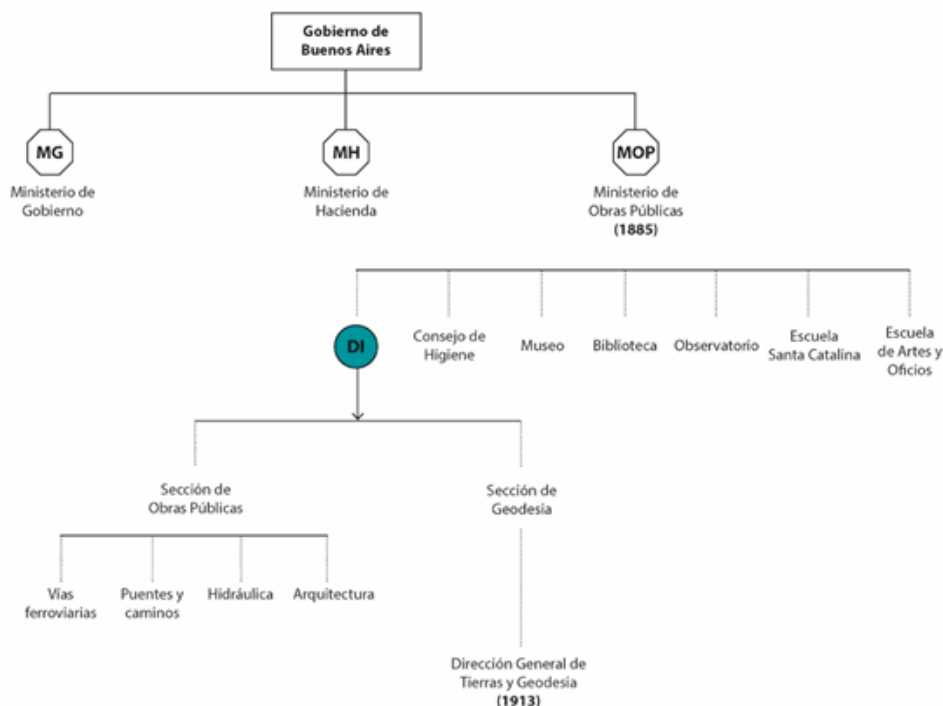 Gobierno de
Buenos Aires
MG
MH
MOP
Ministerio de
Gobierno
Ministerio de
Hacienda
Ministerio de
Obras Públicas
(1885)
DI
Consejo de
Higiene
Museo
Biblioteca
Observatorio
Escuela
Santa Catalina
Escuela
de Artes y
Oficios
Sección de
Obras Públicas
Sección de
Geodesia
Vías
ferroviarias
Puentes y
caminos
Hidráulica
Arquitectura
Dirección General de
Tierras y Geodesia
(1913)